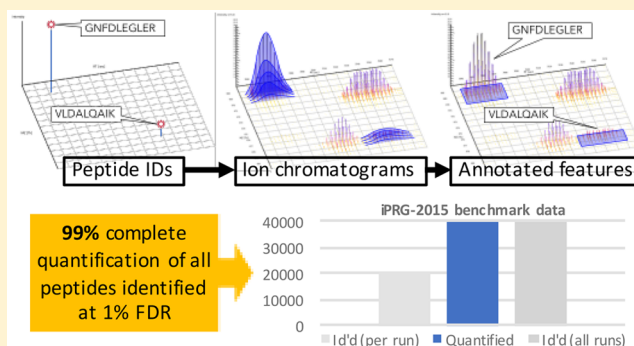 GNFDLEGLER
VLDALQAIK
GNFDLEGLER
VLDALQAIK
Peptide IDs
Ion chromatograms
Annotated features
99% complete
quantification of all
peptides identified
at 1% FDR
iPRG-2015 benchmark data
40000
30000
20000
10000
0
Id'd (per run)
Quantified
Id'd (all runs)